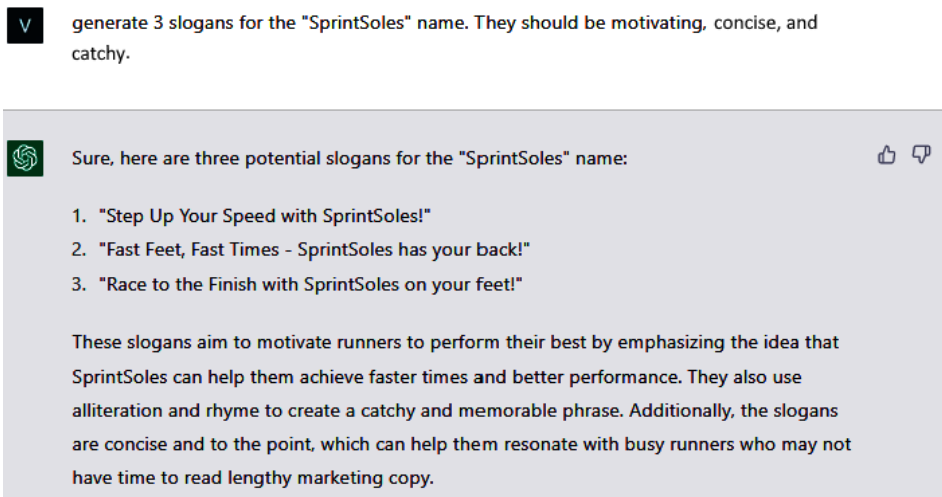 V
generate 3 slogans for the "SprintSoles" name. They should be motivating, concise, and
catchy.
Sure, here are three potential slogans for the "SprintSoles" name:
1. "Step Up Your Speed with SprintSoles!"
2. "Fast Feet, Fast Times - SprintSoles has your back!"
3. "Race to the Finish with SprintSoles on your feet!"
These slogans aim to motivate runners to perform their best by emphasizing the idea that
SprintSoles can help them achieve faster times and better performance. They also use
alliteration and rhyme to create a catchy and memorable phrase. Additionally, the slogans
are concise and to the point, which can help them resonate with busy runners who may not
have time to read lengthy marketing copy.